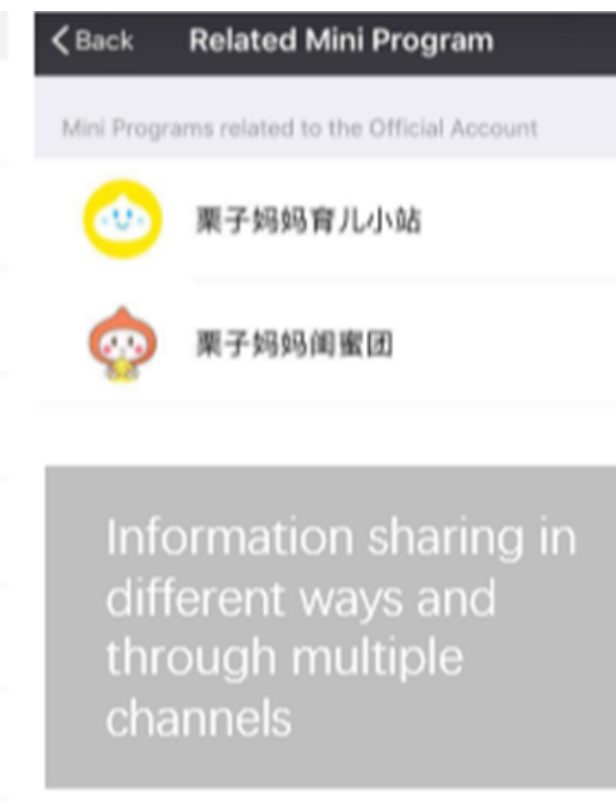 Back
Related Mini Program
Mini Programs related to the Official Account
栗子妈妈育儿小站
栗子妈妈闺蜜团
Information sharing in
different ways and
through multiple
channels